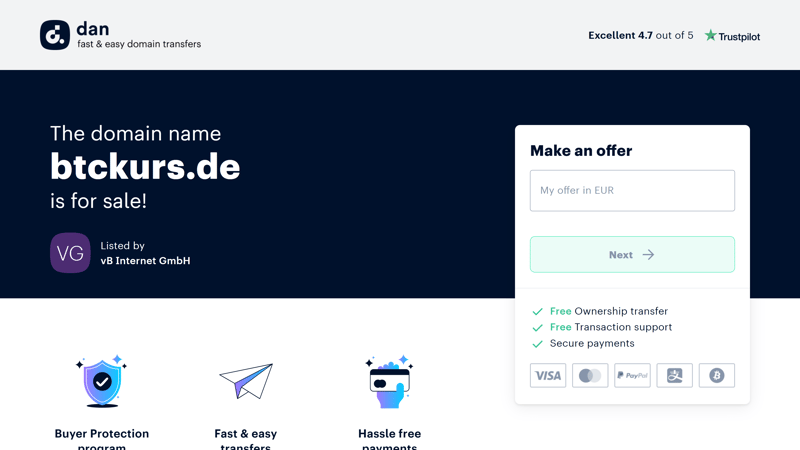 dan
fast & easy domain transfers
Excellent 4.7 out of 5
Trustpilot
The domain name
btckurs.de
is for sale!
VG
Listed by
vB Internet GmbH
Make an offer
My offer in EUR
Next
Free Ownership transfer
Free Transaction support
Secure payments
VISA
PayPal
Buyer Protection
program
Fast & easy
transfers
Hassle free
payments